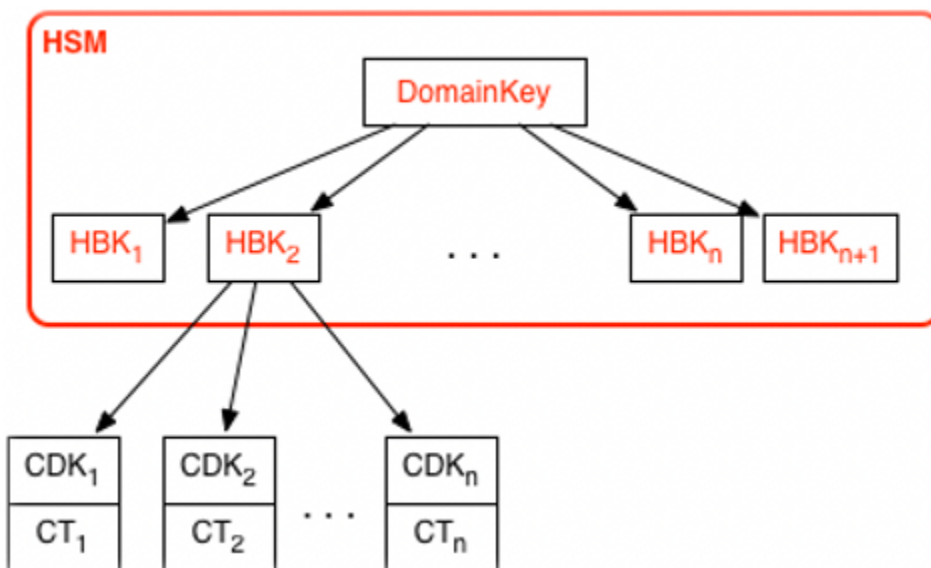 HSM
DomainKey
HBK₁ HBK₂ . . . HBKₙ HBKₙ₊₁
CDK₁ CDK₂ CDKₙ
. . .
CT₁ CT₂ CTₙ